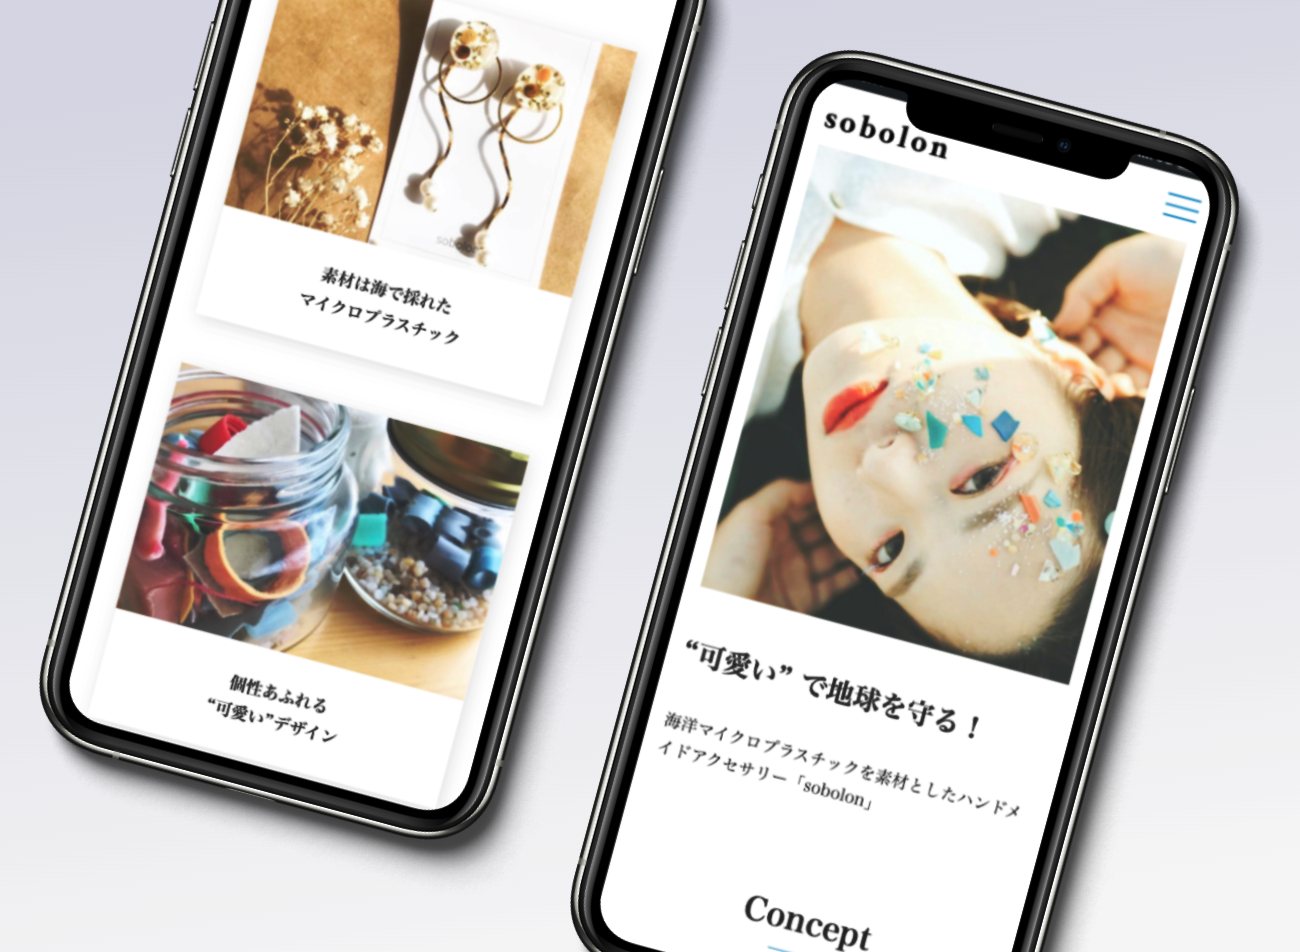 素材は海で採れた
マイクロプラスチック
個性あふれる
“可愛い”デザイン
sobolon
“可愛い” で地球を守る！
海洋マイクロプラスチックを素材としたハンドメ
イドアクセサリー「sobolon」
Concept